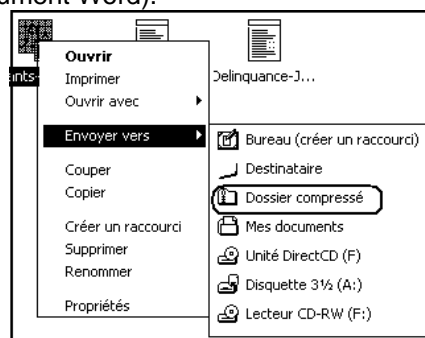 ument Word).
Ouvrir
Imprimer
Ouvrir avec
Envoyer vers
Couper
Copier
Créer un raccourci
Supprimer
Renommer
Propriétés
ints-
Delinquance-J...
Bureau (créer un raccourci)
Destinataire
Dossier compressé
Mes documents
Unité DirectCD (F)
Disquette 3½ (A:)
Lecteur CD-RW (F:)